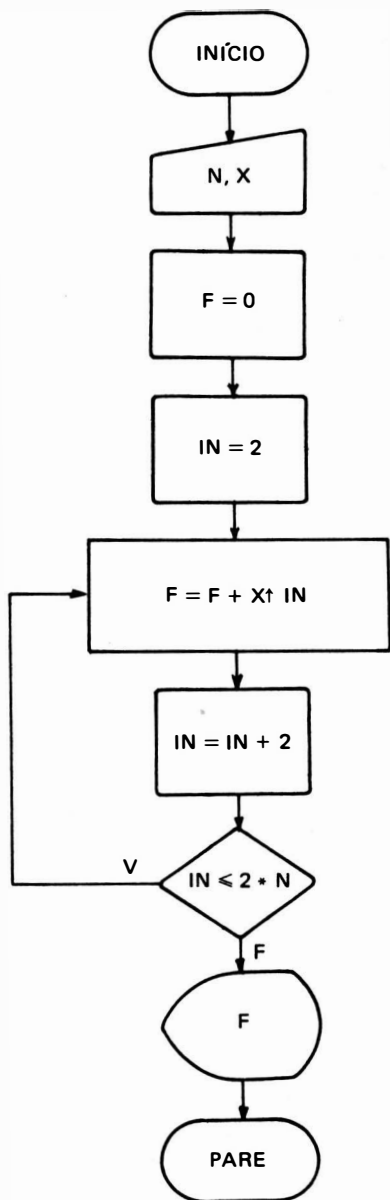 INÍCIO
N, X
F = 0
IN = 2
F = F + X↑ IN
IN = IN + 2
V
IN ⩽ 2 * N
F
F
PARE